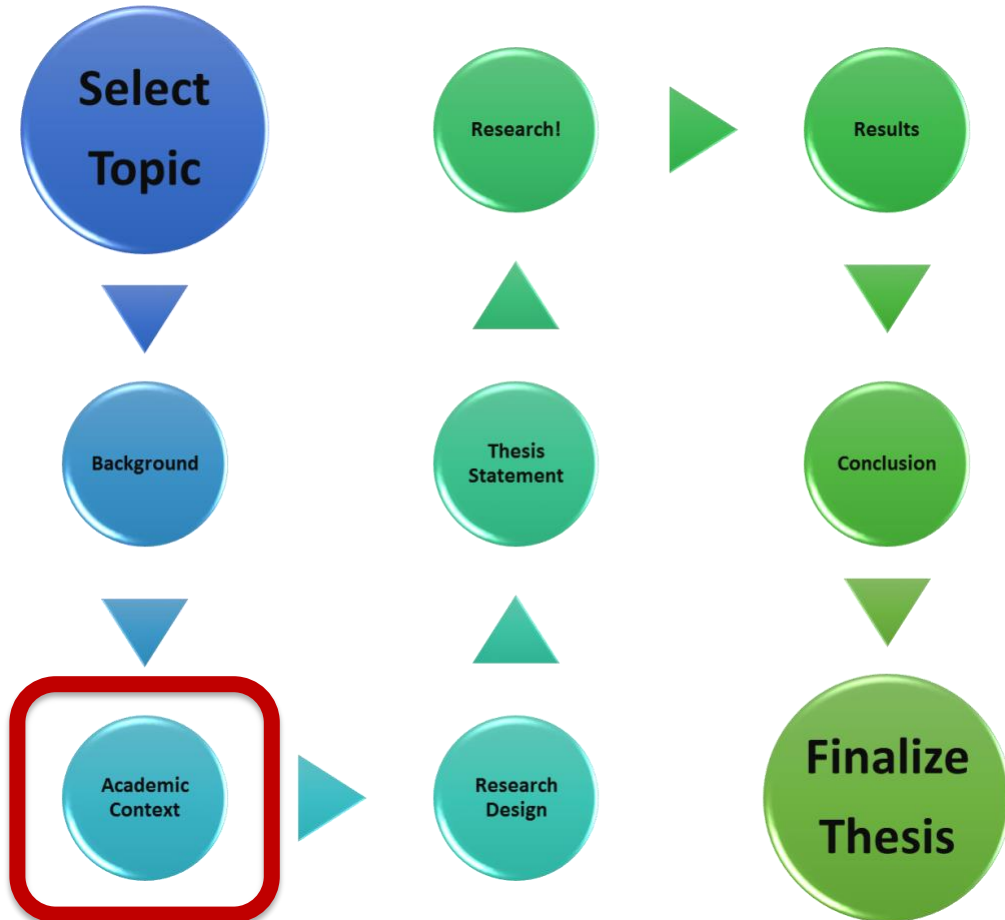 Select
Topic
Background
Academic
Context
Research
Design
Thesis
Statement
Research!
Results
Conclusion
Finalize
Thesis